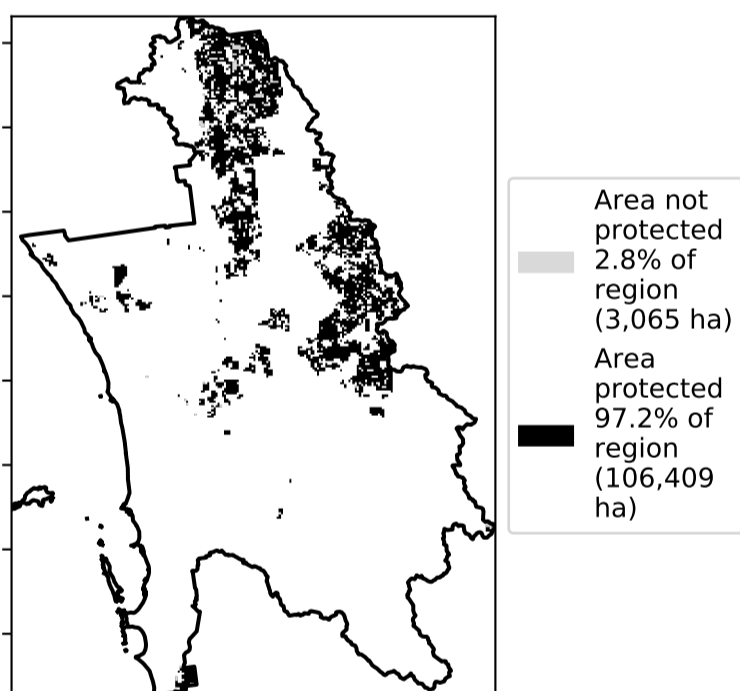 Area not
protected
2.8% of
region
(3,065 ha)
Area
protected
97.2% of
region
(106,409
ha)